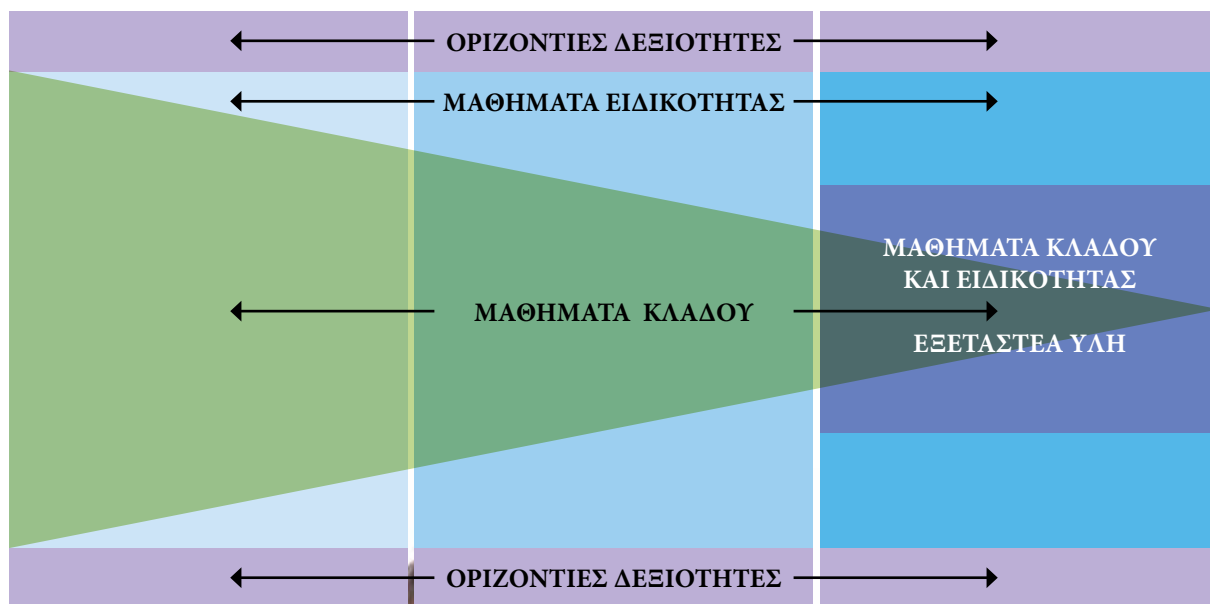 ΟΡΙΖΟΝΤΙΕΣ ΔΕΞΙΟΤΗΤΕΣ
ΜΑΘΗΜΑΤΑ ΕΙΔΙΚΟΤΗΤΑΣ
ΜΑΘΗΜΑΤΑ ΚΛΑΔΟΥ
ΜΑΘΗΜΑΤΑ ΚΛΑΔΟΥ
ΚΑΙ ΕΙΔΙΚΟΤΗΤΑΣ
ΕΞΕΤΑΣΤΕΑ ΥΛΗ
ΟΡΙΖΟΝΤΙΕΣ ΔΕΞΙΟΤΗΤΕΣ